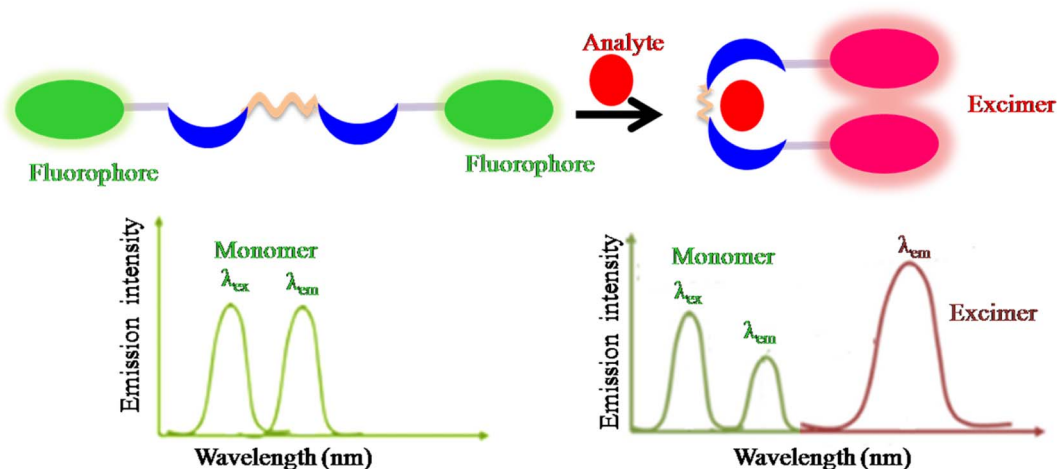 Analyte
Fluorophore
Fluorophore
Excimer
Emission intensity
Monomer
λex
λem
Wavelength (nm)
Emission intensity
Monomer
λex
λem
λem
Excimer
Wavelength (nm)